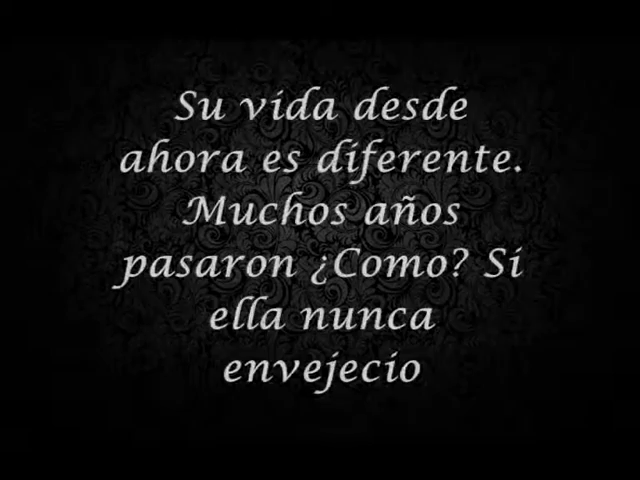 Su vida desde
ahora es diferente.
Muchos años
pasaron ¿Como? Si
ella nunca
envejecio